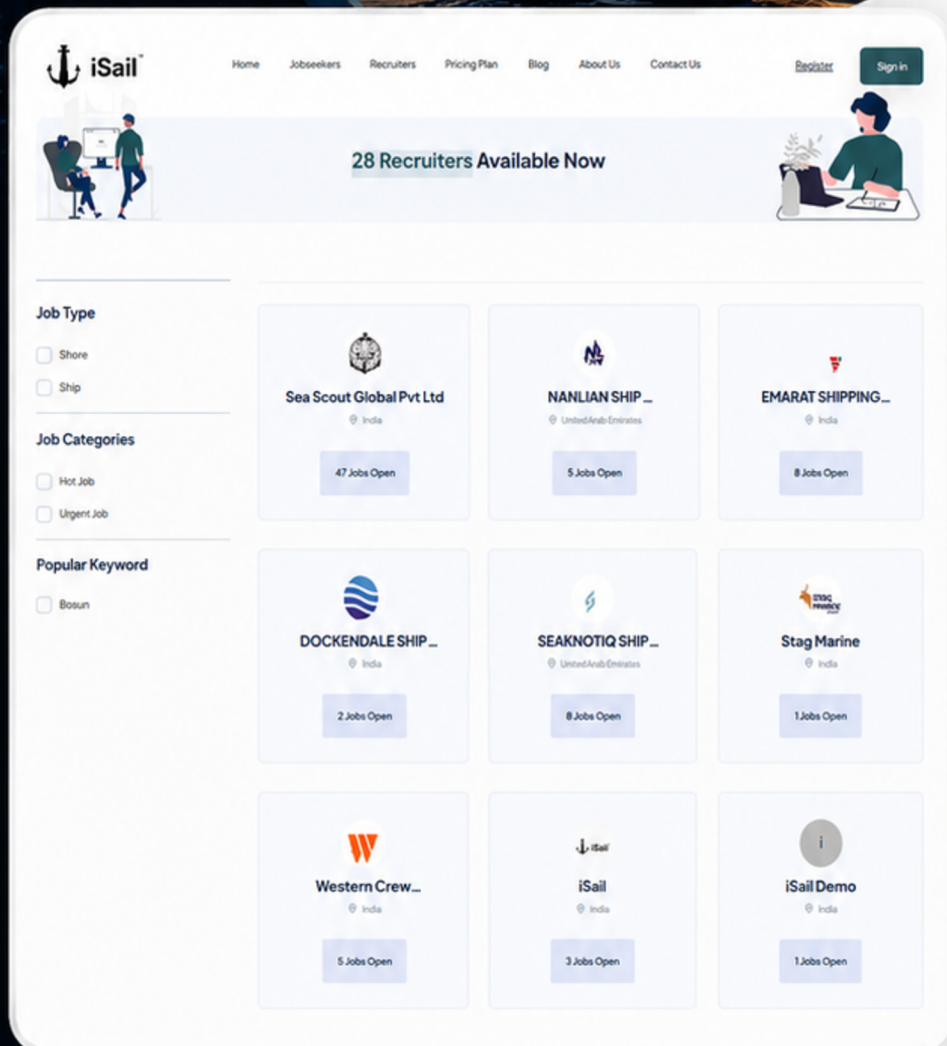 iSail™
Home Jobseekers Recruiters Pricing Plan Blog About Us Contact Us Register Sign in
28 Recruiters Available Now
Job Type
Shore
Ship
Job Categories
Hot Job
Urgent Job
Popular Keyword
Bosun
Sea Scout Global Pvt Ltd
India
47 Jobs Open
NANLIAN SHIP ...
United Arab Emirates
5 Jobs Open
EMARAT SHIPPING...
India
8 Jobs Open
DOCKENDALE SHIP ...
India
2 Jobs Open
SEAKNOTIQ SHIP ...
United Arab Emirates
8 Jobs Open
STAG
MARINE
Stag Marine
India
1 Jobs Open
Western Crew...
India
5 Jobs Open
iSail
iSail
India
3 Jobs Open
i
iSail Demo
India
1 Jobs Open